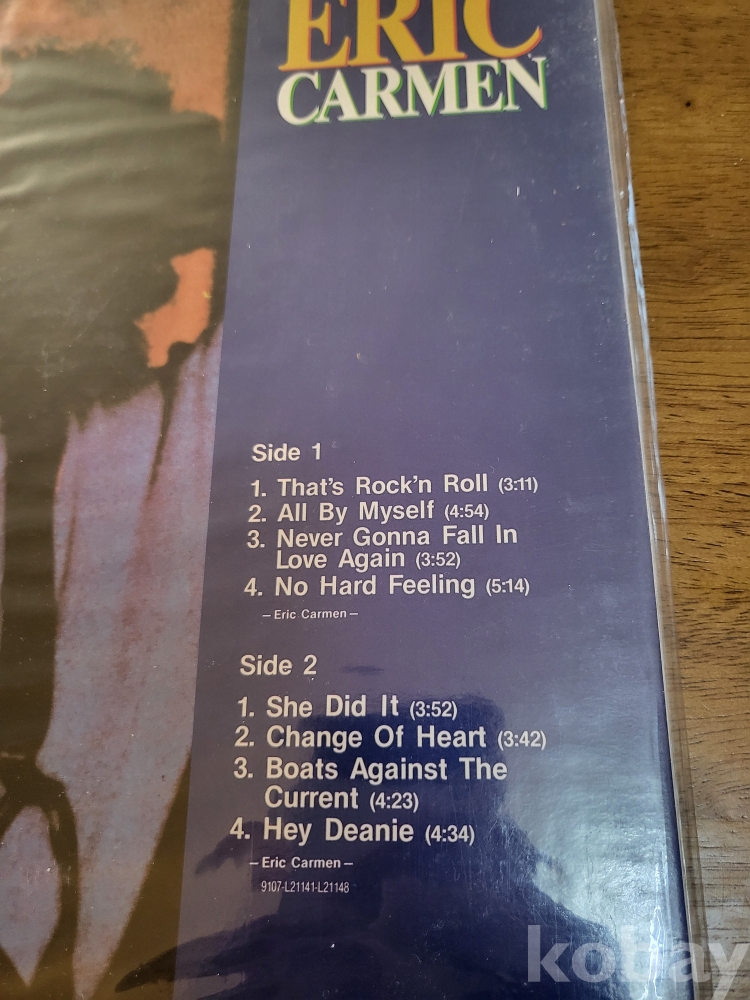 ERIC
CARMEN
Side 1
1. That's Rock'n Roll (3:11)
2. All By Myself (4:54)
3. Never Gonna Fall In
Love Again (3:52)
4. No Hard Feeling (5:14)
– Eric Carmen –
Side 2
1. She Did It (3:52)
2. Change Of Heart (3:42)
3. Boats Against The
Current (4:23)
4. Hey Deanie (4:34)
– Eric Carmen –
9107-L21141-L21148
kobay